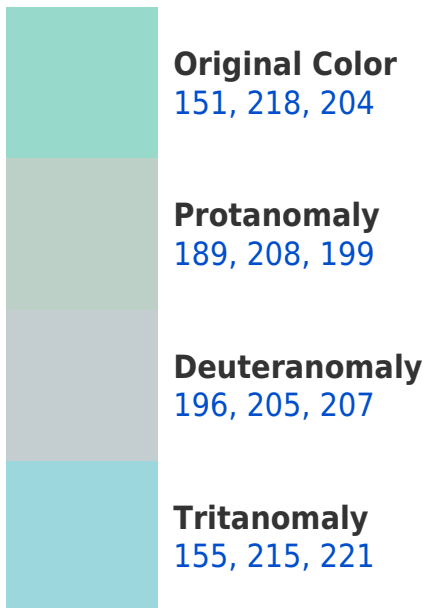 Original Color
151, 218, 204
Protanomaly
189, 208, 199
Deuteranomaly
196, 205, 207
Tritanomaly
155, 215, 221